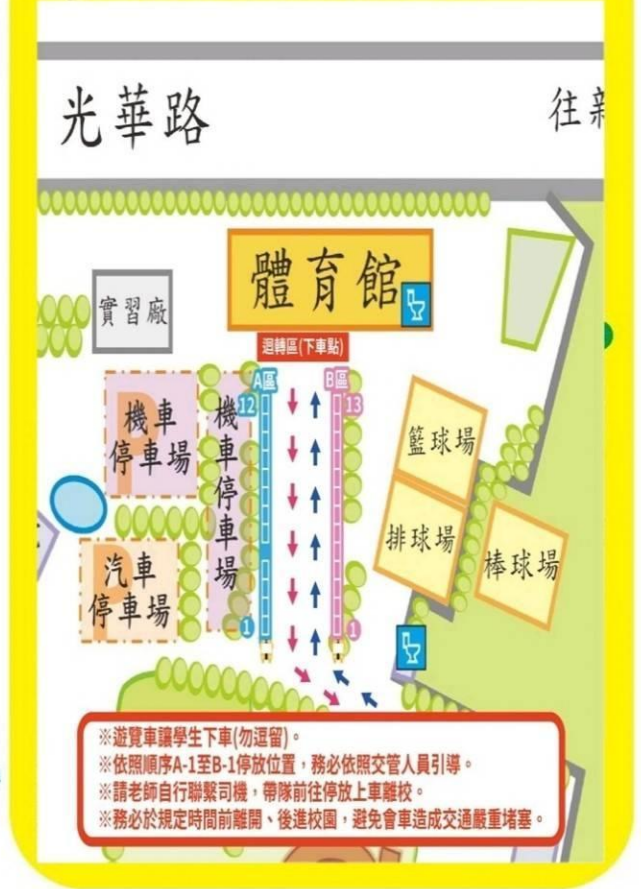 光華路
往新
體育館
實習廠
迴轉區(下車點)
A區
B區
12
13
機車
停車場
機車停車場
籃球場
排球場
棒球場
汽車
停車場
1
1
※遊覽車讓學生下車(勿逗留)。
※依照順序A-1至B-1停放位置，務必依照交管人員引導。
※請老師自行聯繫司機，帶隊前往停放上車離校。
※務必於規定時間前離開、後進校園，避免會車造成交通嚴重堵塞。